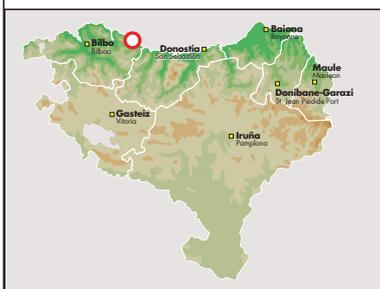 Baiona
Bayonne
Bilbo
Bilbao
Donostia
San Sebastián
Maule
Mauleon
Donibane-Garazi
St. Jean Pied de Port
Gasteiz
Vitoria
Iruña
Pamplona